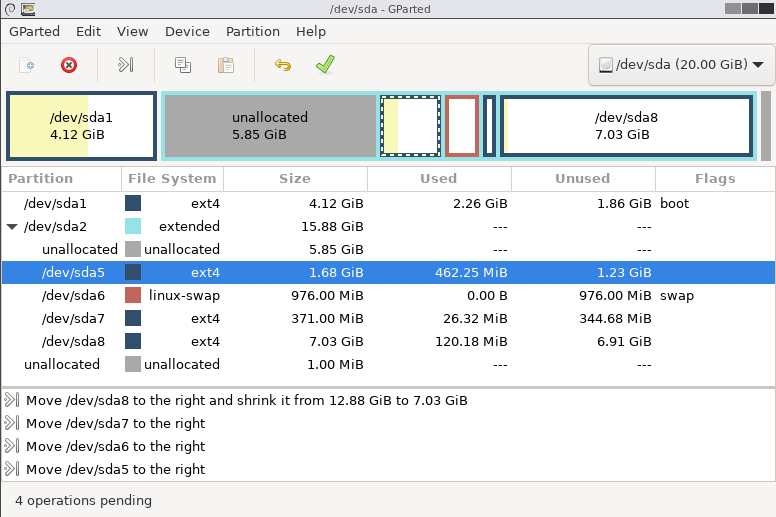 /dev/sda - GParted
GParted Edit View Device Partition Help
/dev/sda (20.00 GiB)
/dev/sda1
4.12 GiB
unallocated
5.85 GiB
/dev/sda8
7.03 GiB
Partition File System Size Used Unused Flags
/dev/sda1 ext4 4.12 GiB 2.26 GiB 1.86 GiB boot
/dev/sda2 extended 15.88 GiB --- ---
unallocated unallocated 5.85 GiB --- ---
/dev/sda5 ext4 1.68 GiB 462.25 MiB 1.23 GiB
/dev/sda6 linux-swap 976.00 MiB 0.00 B 976.00 MiB swap
/dev/sda7 ext4 371.00 MiB 26.32 MiB 344.68 MiB
/dev/sda8 ext4 7.03 GiB 120.18 MiB 6.91 GiB
unallocated unallocated 1.00 MiB --- ---
Move /dev/sda8 to the right and shrink it from 12.88 GiB to 7.03 GiB
Move /dev/sda7 to the right
Move /dev/sda6 to the right
Move /dev/sda5 to the right
4 operations pending